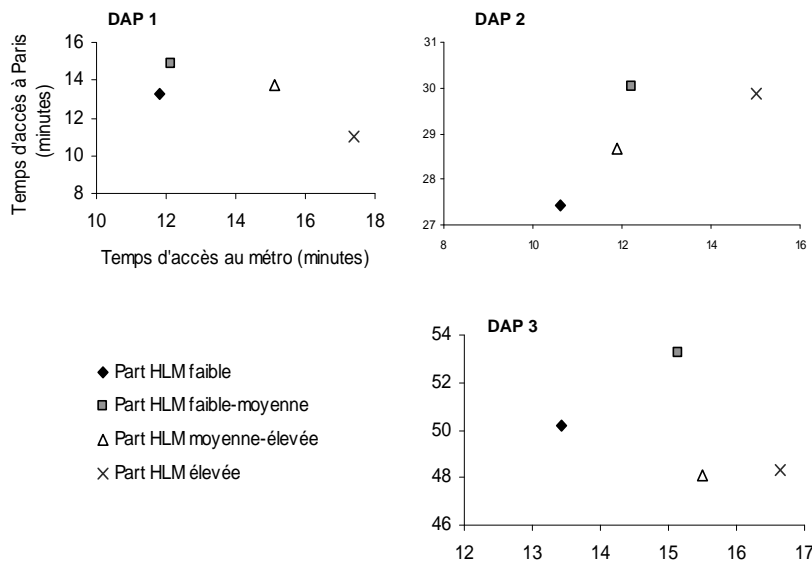 DAP 1
Temps d'accès à Paris
(minutes)
16
14
12
10
8
10 12 14 16 18
Temps d'accès au métro (minutes)
DAP 2
31
30
29
28
27
8 10 12 14 16
◆ Part HLM faible
Part HLM faible-moyenne
Part HLM moyenne-élevée
Part HLM élevée
DAP 3
54
52
50
48
46
12 13 14 15 16 17